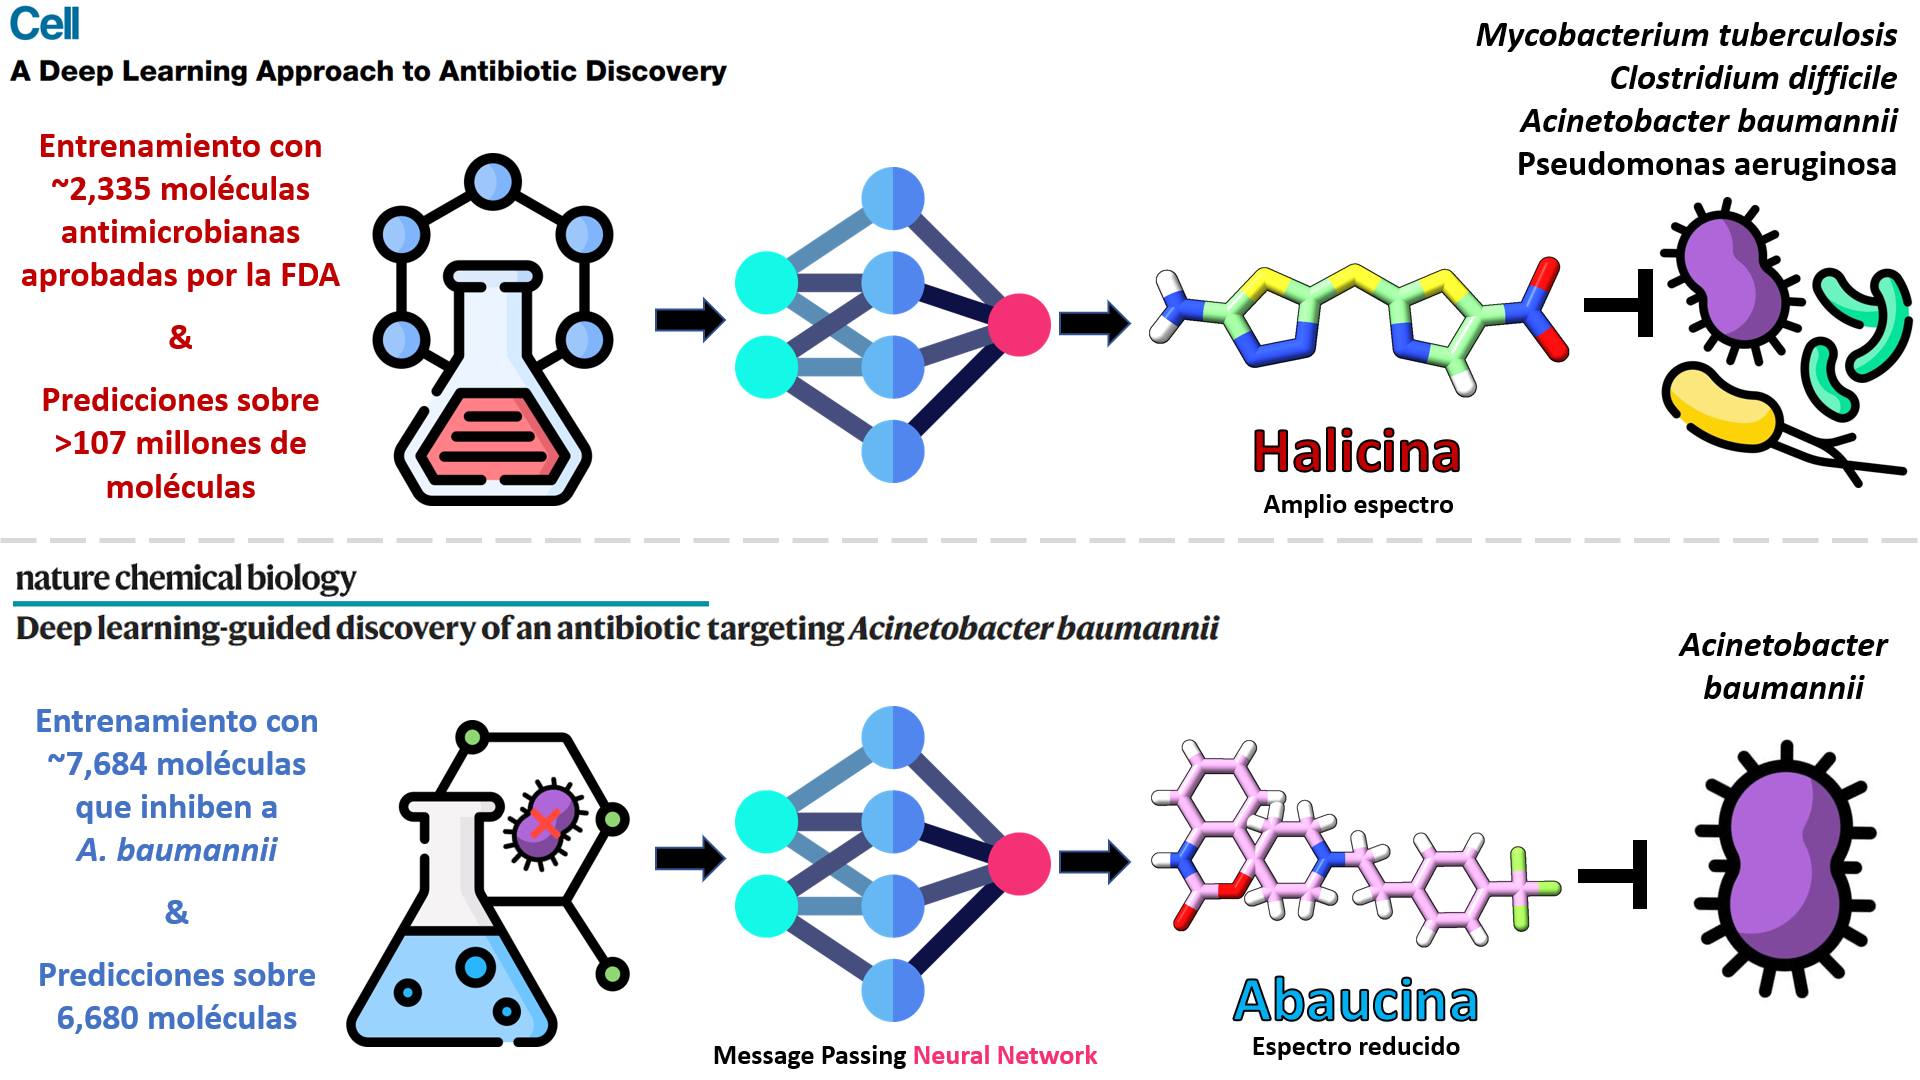 Cell
A Deep Learning Approach to Antibiotic Discovery
Entrenamiento con
~2,335 moléculas
antimicrobianas
aprobadas por la FDA
&
Predicciones sobre
>107 millones de
moléculas
Halicina
Amplio espectro
Mycobacterium tuberculosis
Clostridium difficile
Acinetobacter baumannii
Pseudomonas aeruginosa
nature chemical biology
Deep learning-guided discovery of an antibiotic targeting Acinetobacter baumannii
Entrenamiento con
~7,684 moléculas
que inhiben a
A. baumannii
&
Predicciones sobre
6,680 moléculas
Message Passing Neural Network
Abaucina
Espectro reducido
Acinetobacter
baumannii